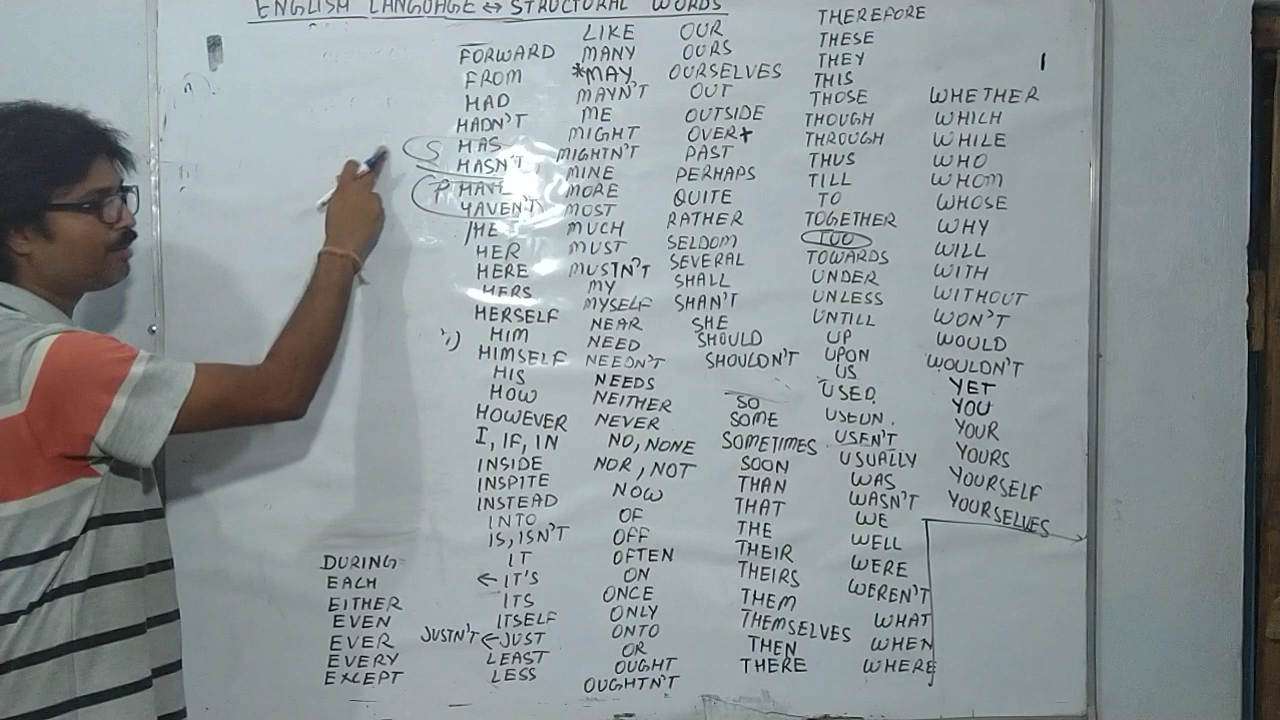 ENGLISH LANGUAGE ↔ STRUCTURAL WORDS
DURING
EACH
EITHER
EVEN
EVER
EVERY
EXCEPT
FORWARD
FROM
HAD
HADN'T
S HAS
HASN'T
P HAVE
HAVEN'T
HE
HER
HERE
HERS
HERSELF
HIM
HIMSELF
HIS
HOW
HOWEVER
I, IF, IN
INSIDE
INSPITE
INSTEAD
INTO
IS, ISN'T
IT
← IT'S
ITS
ITSELF
JUSTN'T ← JUST
LEAST
LESS
LIKE
MANY
*MAY
MAYN'T
ME
MIGHT
MIGHTN'T
MINE
MORE
MOST
MUCH
MUST
MUSTN'T
MY
MYSELF
NEAR
NEED
NEEDN'T
NEEDS
NEITHER
NEVER
NO, NONE
NOR, NOT
NOW
OF
OFF
OFTEN
ON
ONCE
ONLY
ONTO
OR
OUGHT
OUGHTN'T
OUR
OURS
OURSELVES
OUT
OUTSIDE
OVER
PAST
PERHAPS
QUITE
RATHER
SELDOM
SEVERAL
SHALL
SHAN'T
SHE
SHOULD
SHOULDN'T
SO
SOME
SOMETIMES
SOON
THAN
THAT
THE
THEIR
THEIRS
THEM
THEMSELVES
THEN
THERE
THEREFORE
THESE
THEY
THIS
THOSE
THOUGH
THROUGH
THUS
TILL
TO
TOGETHER
TOO
TOWARDS
UNDER
UNLESS
UNTILL
UP
UPON
US
USED
USEN'T
USUALLY
WAS
WASN'T
WE
WELL
WERE
WEREN'T
WHAT
WHEN
WHERE
WHETHER
WHICH
WHILE
WHO
WHOM
WHOSE
WHY
WILL
WITH
WITHOUT
WON'T
WOULD
WOULDN'T
YET
YOU
YOUR
YOURS
YOURSELF
YOURSELVES